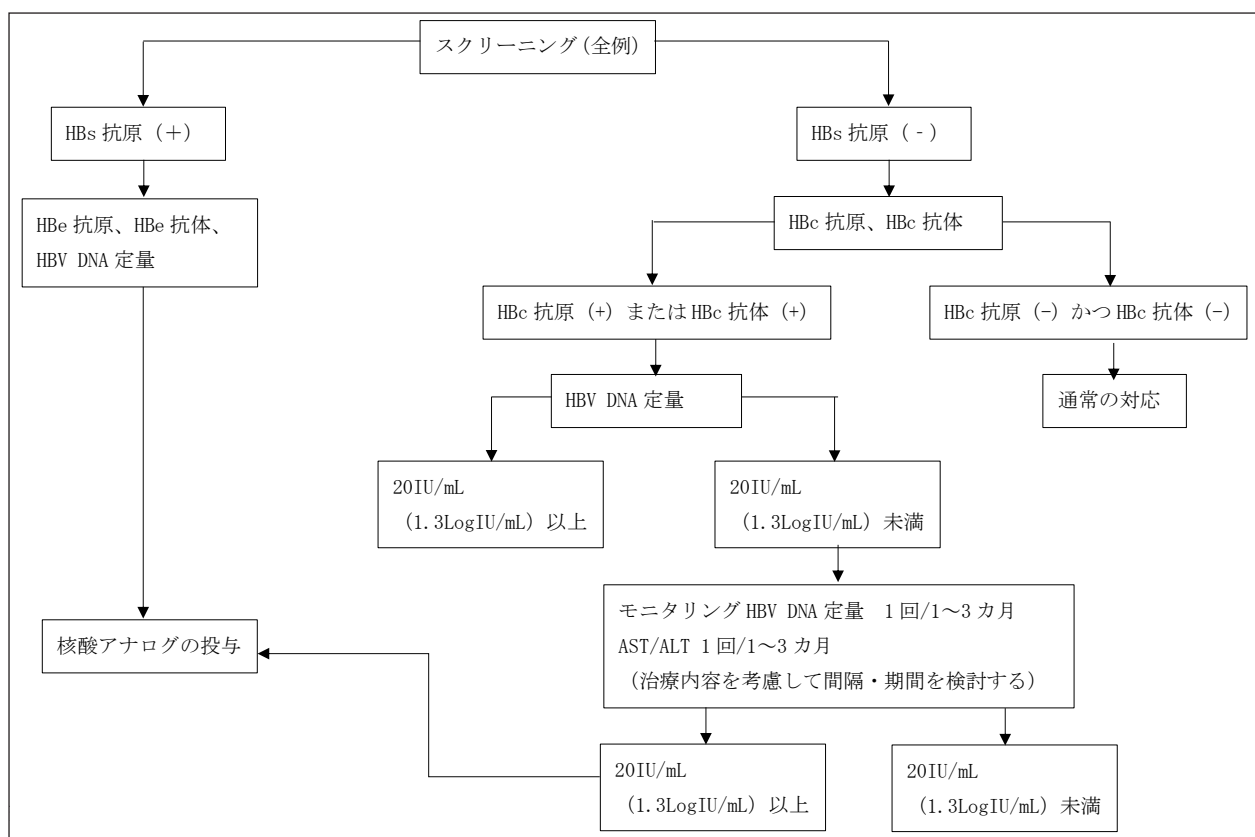 スクリーニング(全例)
HBs 抗原（＋）
HBs 抗原（‐）
HBe 抗原、HBe 抗体、
HBV DNA 定量
HBc 抗原、HBc 抗体
HBc 抗原（+）または HBc 抗体（+）
HBc 抗原（−）かつ HBc 抗体（−）
HBV DNA 定量
通常の対応
20IU/mL
（1.3LogIU/mL）以上
20IU/mL
（1.3LogIU/mL）未満
モニタリング HBV DNA 定量　1 回/1～3 カ月
AST/ALT 1 回/1～3 カ月
（治療内容を考慮して間隔・期間を検討する）
核酸アナログの投与
20IU/mL
（1.3LogIU/mL）以上
20IU/mL
（1.3LogIU/mL）未満